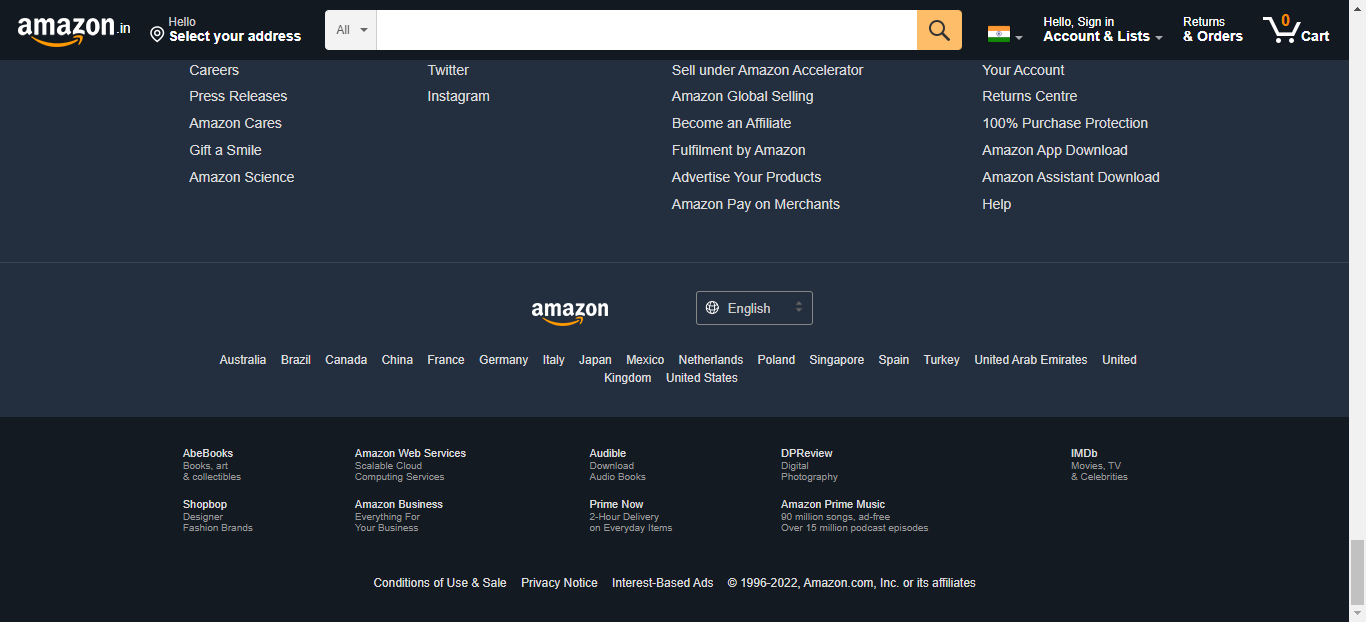 amazon.in
Hello
Select your address
All
Hello, Sign in
Account & Lists
Returns
& Orders
0
Cart
Careers
Press Releases
Amazon Cares
Gift a Smile
Amazon Science
Twitter
Instagram
Sell under Amazon Accelerator
Amazon Global Selling
Become an Affiliate
Fulfilment by Amazon
Advertise Your Products
Amazon Pay on Merchants
Your Account
Returns Centre
100% Purchase Protection
Amazon App Download
Amazon Assistant Download
Help
amazon
English
Australia Brazil Canada China France Germany Italy Japan Mexico Netherlands Poland Singapore Spain Turkey United Arab Emirates United
Kingdom United States
AbeBooks
Books, art
& collectibles
Amazon Web Services
Scalable Cloud
Computing Services
Audible
Download
Audio Books
DPReview
Digital
Photography
IMDb
Movies, TV
& Celebrities
Shopbop
Designer
Fashion Brands
Amazon Business
Everything For
Your Business
Prime Now
2-Hour Delivery
on Everyday Items
Amazon Prime Music
90 million songs, ad-free
Over 15 million podcast episodes
Conditions of Use & Sale Privacy Notice Interest-Based Ads © 1996-2022, Amazon.com, Inc. or its affiliates